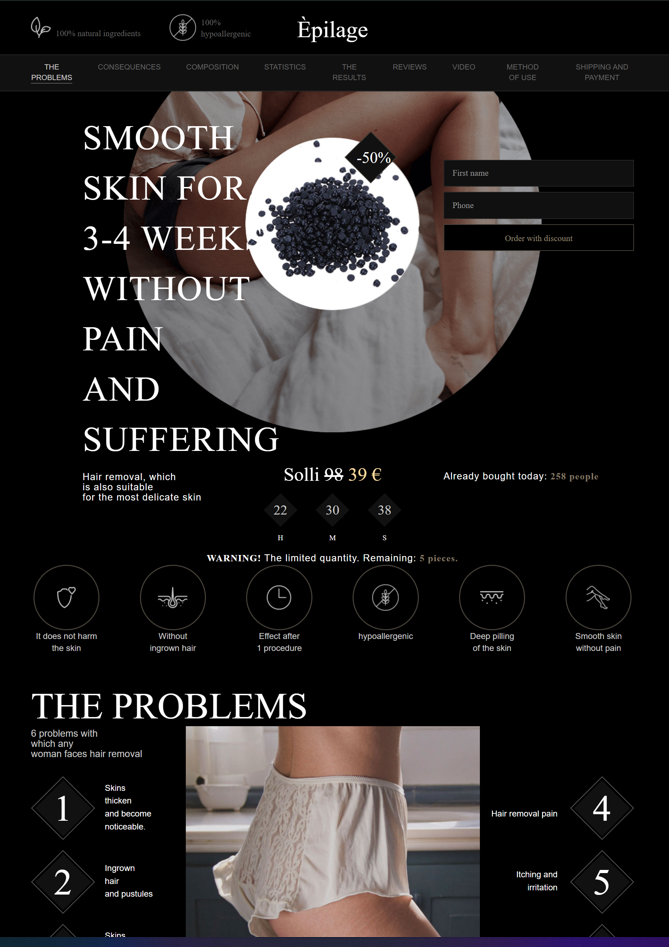 100% natural ingredients
100%
hypoallergenic
Èpilage
THE
PROBLEMS
CONSEQUENCES
COMPOSITION
STATISTICS
THE
RESULTS
REVIEWS
VIDEO
METHOD
OF USE
SHIPPING AND
PAYMENT
SMOOTH
SKIN FOR
3-4 WEEK
WITHOUT
PAIN
AND
SUFFERING
-50%
First name
Phone
Order with discount
Hair removal, which
is also suitable
for the most delicate skin
Solli 98 39 €
22
30
38
H
M
S
Already bought today: 258 people
WARNING! The limited quantity. Remaining: 5 pieces.
It does not harm
the skin
Without
ingrown hair
Effect after
1 procedure
hypoallergenic
Deep pilling
of the skin
Smooth skin
without pain
THE PROBLEMS
6 problems with
which any
woman faces hair removal
1
Skins
thicken
and become
noticeable.
2
Ingrown
hair
and pustules
Skins
Hair removal pain
4
Itching and
irritation
5